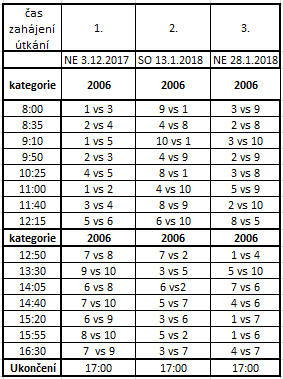 čas zahájení útkání 1. 2. 3.
NE 3.12.2017 SO 13.1.2018 NE 28.1.2018
kategorie 2006 2006 2006
8:00 1 vs 3 9 vs 1 3 vs 9
8:35 2 vs 4 4 vs 8 2 vs 8
9:10 1 vs 5 10 vs 1 3 vs 10
9:50 2 vs 3 4 vs 9 2 vs 9
10:25 4 vs 5 8 vs 1 3 vs 8
11:00 1 vs 2 4 vs 10 5 vs 9
11:40 3 vs 4 8 vs 9 2 vs 10
12:15 5 vs 6 6 vs 10 8 vs 5
kategorie 2006 2006 2006
12:50 7 vs 8 7 vs 2 1 vs 4
13:30 9 vs 10 3 vs 5 5 vs 10
14:05 6 vs 8 6 vs2 7 vs 6
14:40 7 vs 10 5 vs 7 4 vs 6
15:20 6 vs 9 3 vs 6 1 vs 7
15:55 8 vs 10 5 vs 2 1 vs 6
16:30 7 vs 9 3 vs 7 4 vs 7
Ukončení 17:00 17:00 17:00